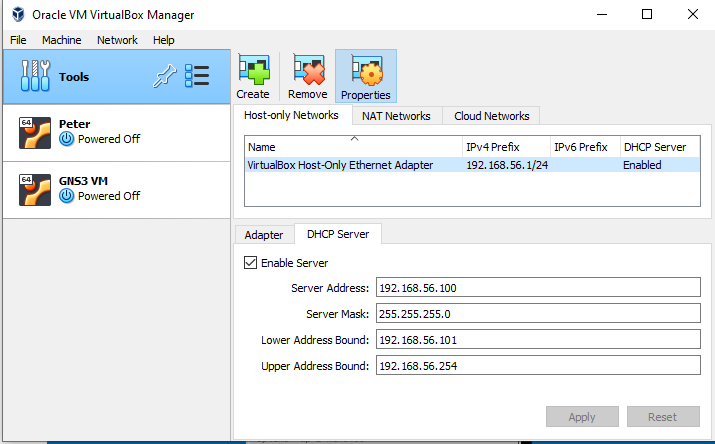 Oracle VM VirtualBox Manager
File Machine Network Help
Tools
64
Peter
Powered Off
64
GNS3 VM
Powered Off
Create Remove Properties
Host-only Networks NAT Networks Cloud Networks
Name IPv4 Prefix IPv6 Prefix DHCP Server
VirtualBox Host-Only Ethernet Adapter 192.168.56.1/24 Enabled
Adapter DHCP Server
Enable Server
Server Address: 192.168.56.100
Server Mask: 255.255.255.0
Lower Address Bound: 192.168.56.101
Upper Address Bound: 192.168.56.254
Apply Reset